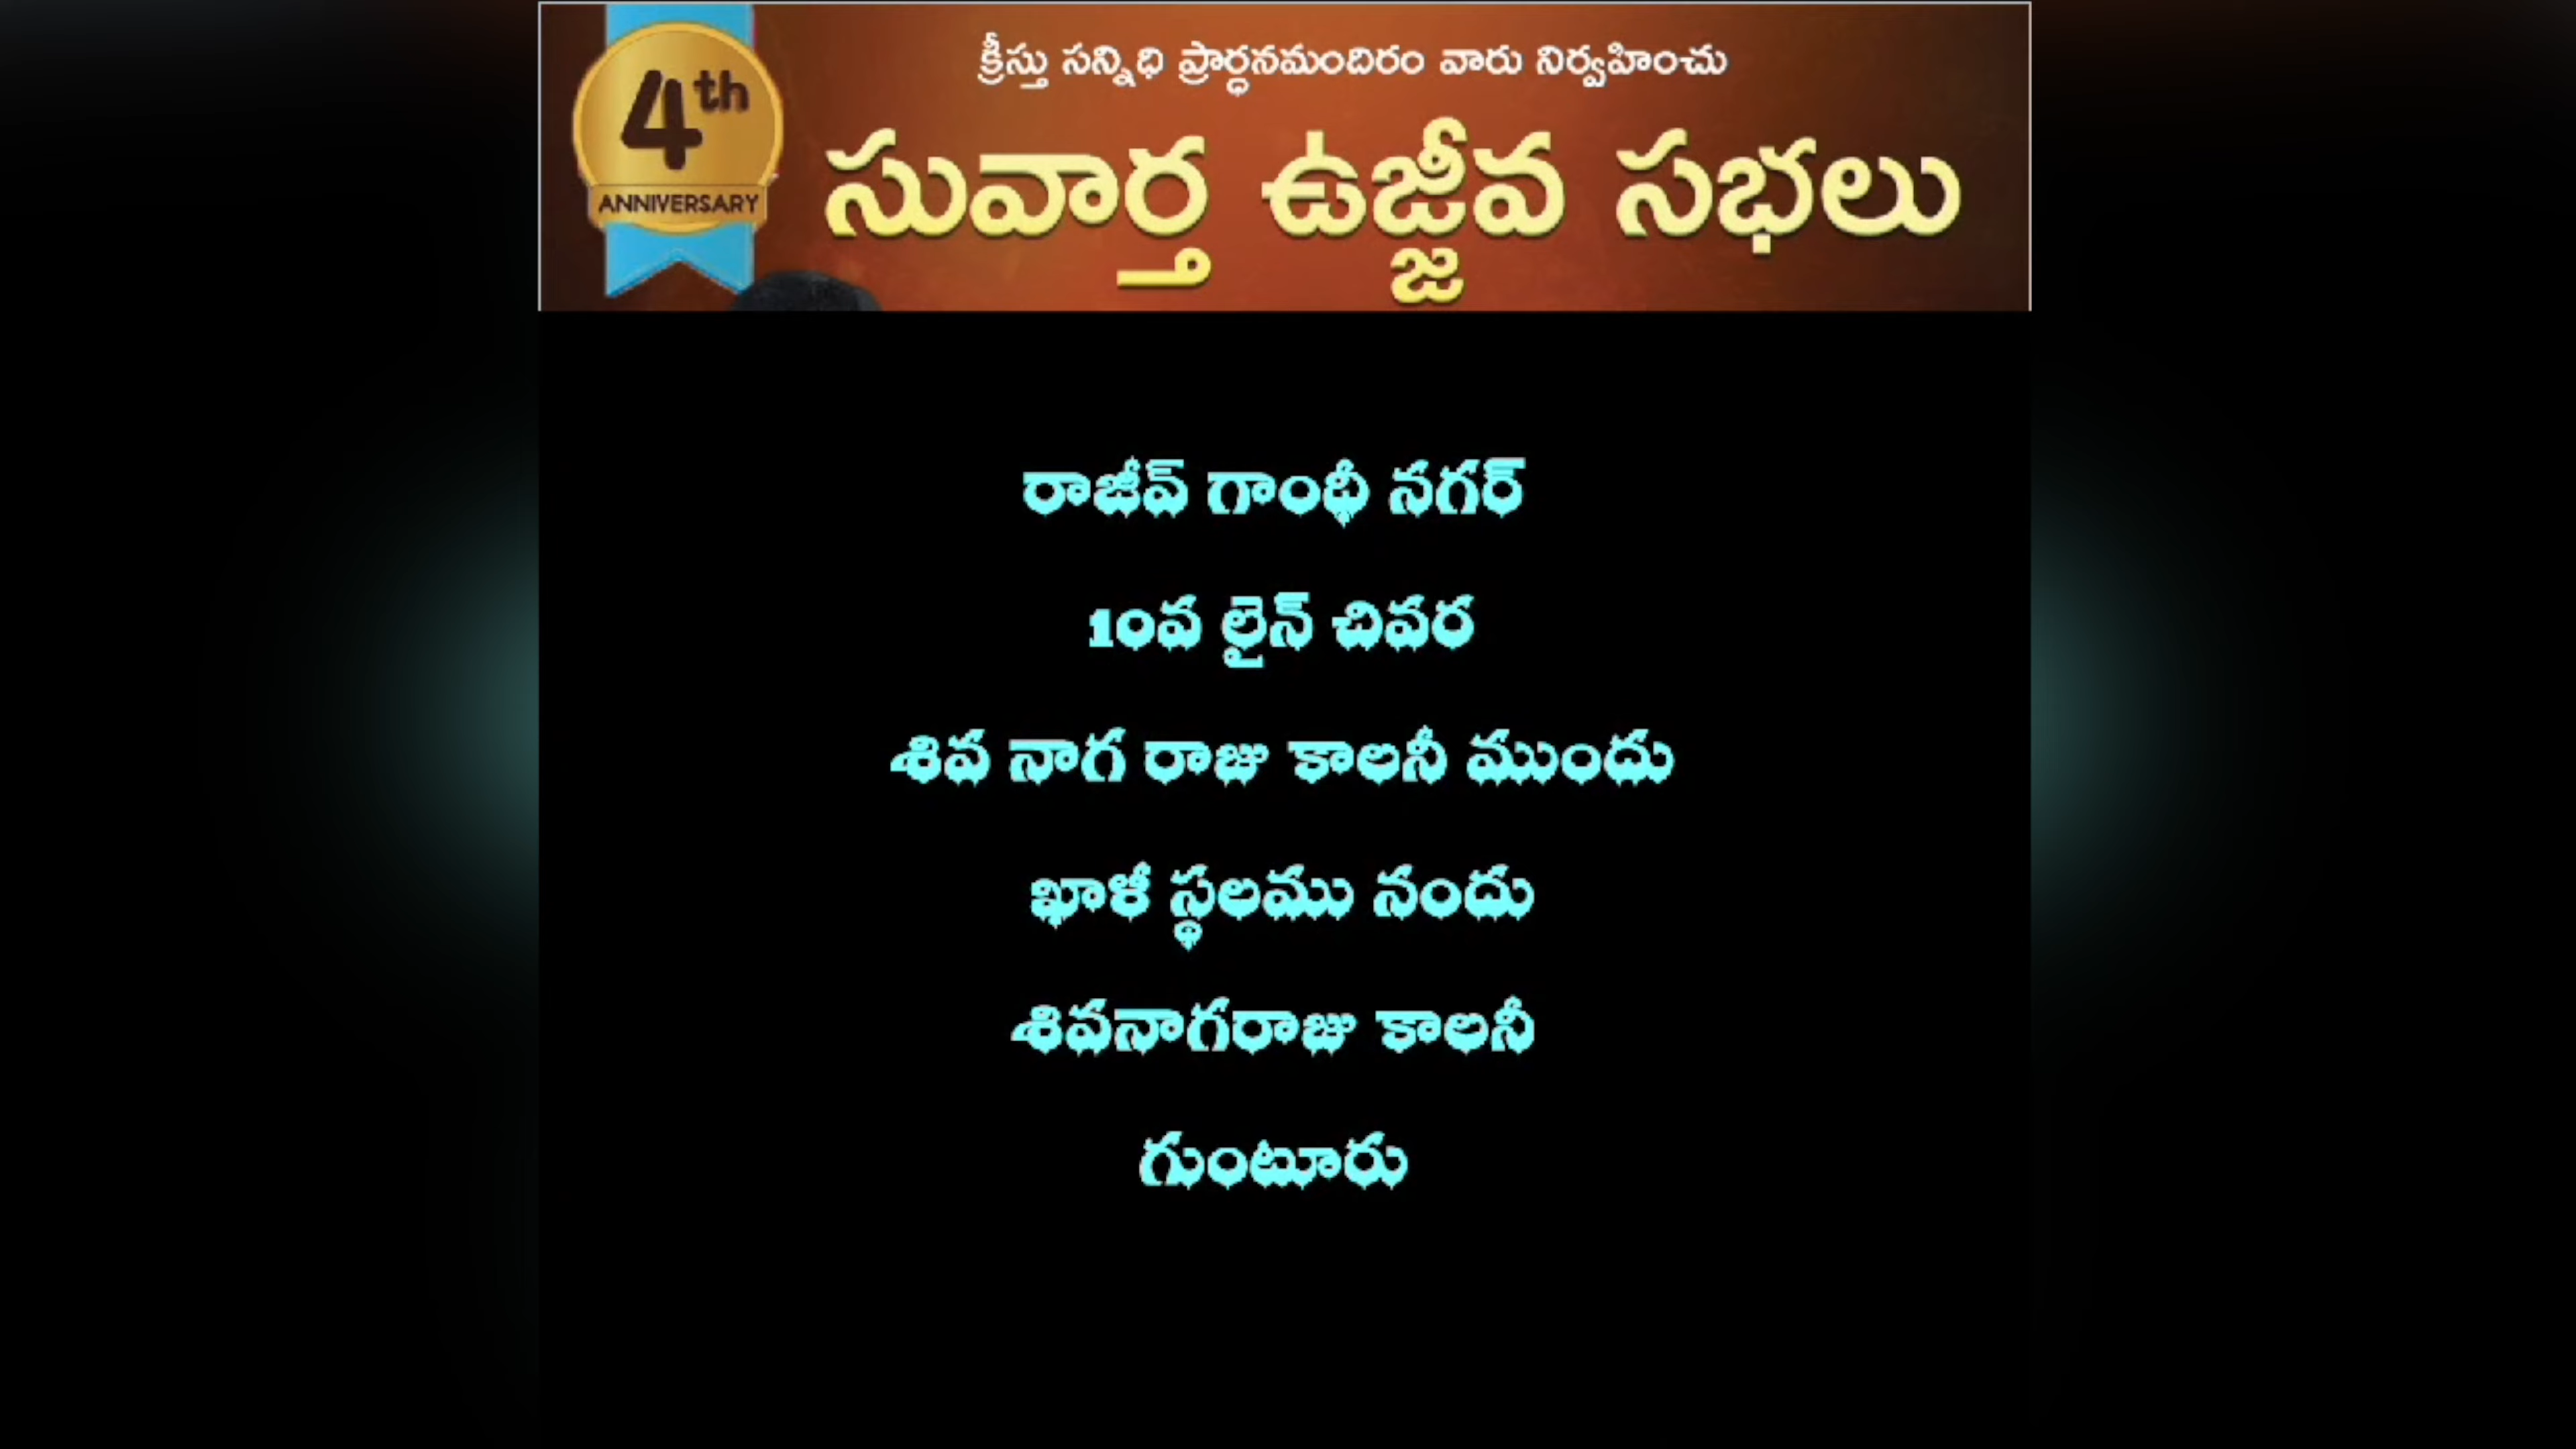 4th
ANNIVERSARY
క్రీస్తు సన్నిధి ప్రార్ధనమందిరం వారు నిర్వహించు
సువార్త ఉజ్జీవ సభలు
రాజీవ్ గాంధీ నగర్
10వ లైన్ చివర
శివ నాగ రాజు కాలనీ ముందు
ఖాళీ స్థలము నందు
శివనాగరాజు కాలనీ
గుంటూరు